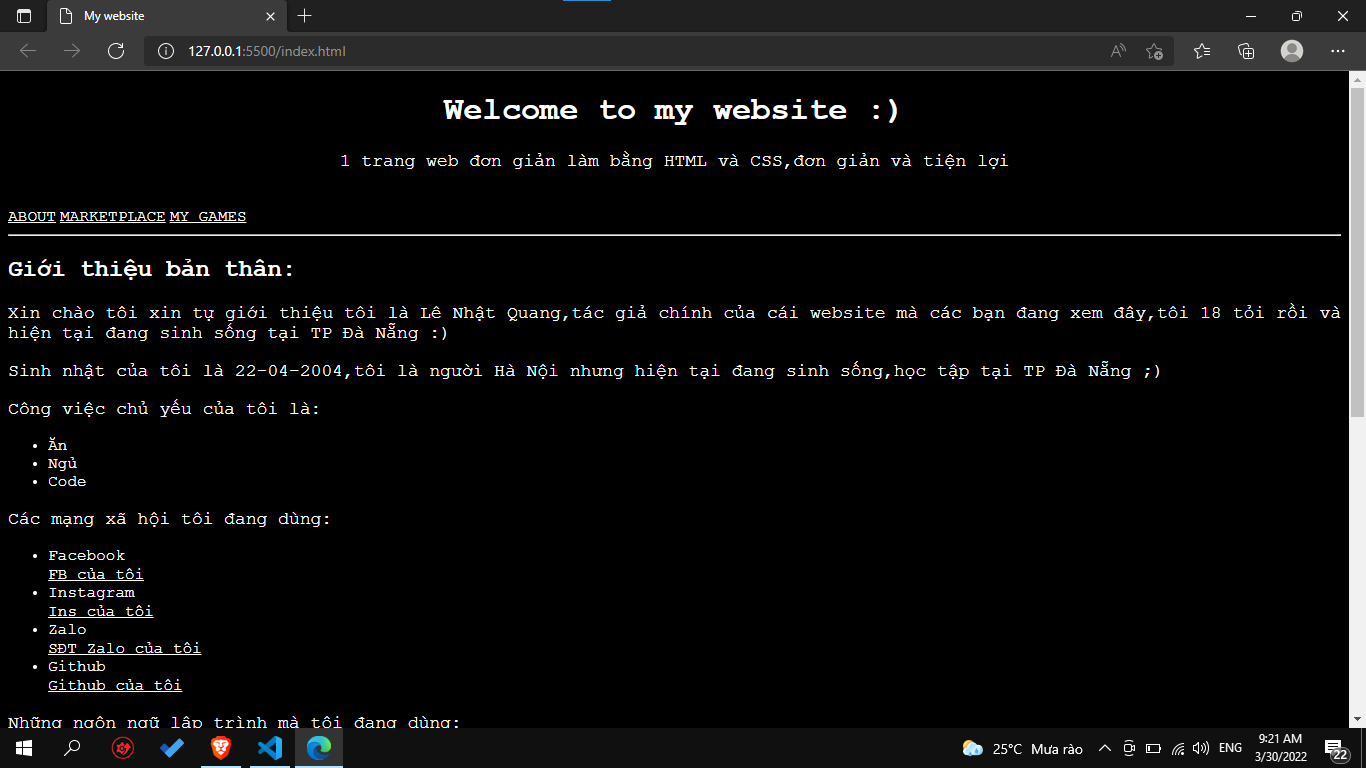 My website
127.0.0.1:5500/index.html
Welcome to my website :)
1 trang web đơn giản làm bằng HTML và CSS,đơn giản và tiện lợi
ABOUT MARKETPLACE MY GAMES
Giới thiệu bản thân:
Xin chào tôi xin tự giới thiệu tôi là Lê Nhật Quang,tác giả chính của cái website mà các bạn đang xem đây,tôi 18 tỏi rồi và
hiện tại đang sinh sống tại TP Đà Nẵng :)
Sinh nhật của tôi là 22-04-2004,tôi là người Hà Nội nhưng hiện tại đang sinh sống,học tập tại TP Đà Nẵng ;)
Công việc chủ yếu của tôi là:
Ăn
Ngủ
Code
Các mạng xã hội tôi đang dùng:
Facebook
FB của tôi
Instagram
Ins của tôi
Zalo
SĐT Zalo của tôi
Github
Github của tôi
Những ngôn ngữ lập trình mà tôi đang dùng:
25°C Mưa rào
ENG
9:21 AM
3/30/2022
22